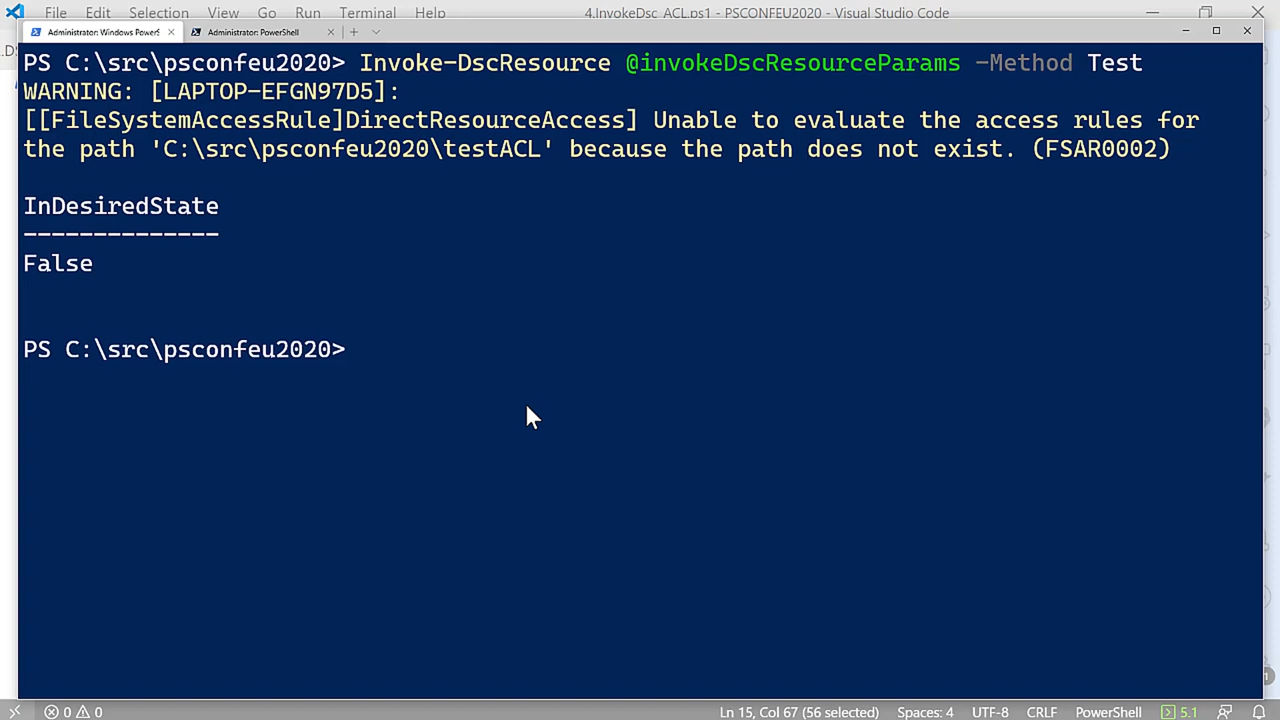 File Edit Selection View Go Run Terminal Help 4.InvokeDsc_ACL.ps1 - PSCONFEU2020 - Visual Studio Code
Administrator: Windows PowerS Administrator: PowerShell
PS C:\src\psconfeu2020> Invoke-DscResource @invokeDscResourceParams -Method Test
WARNING: [LAPTOP-EFGN97D5]:
[[FileSystemAccessRule]DirectResourceAccess] Unable to evaluate the access rules for
the path 'C:\src\psconfeu2020\testACL' because the path does not exist. (FSAR0002)
InDesiredState
--------------
False
PS C:\src\psconfeu2020>
0 0 Ln 15, Col 67 (56 selected) Spaces: 4 UTF-8 CRLF PowerShell 5.1